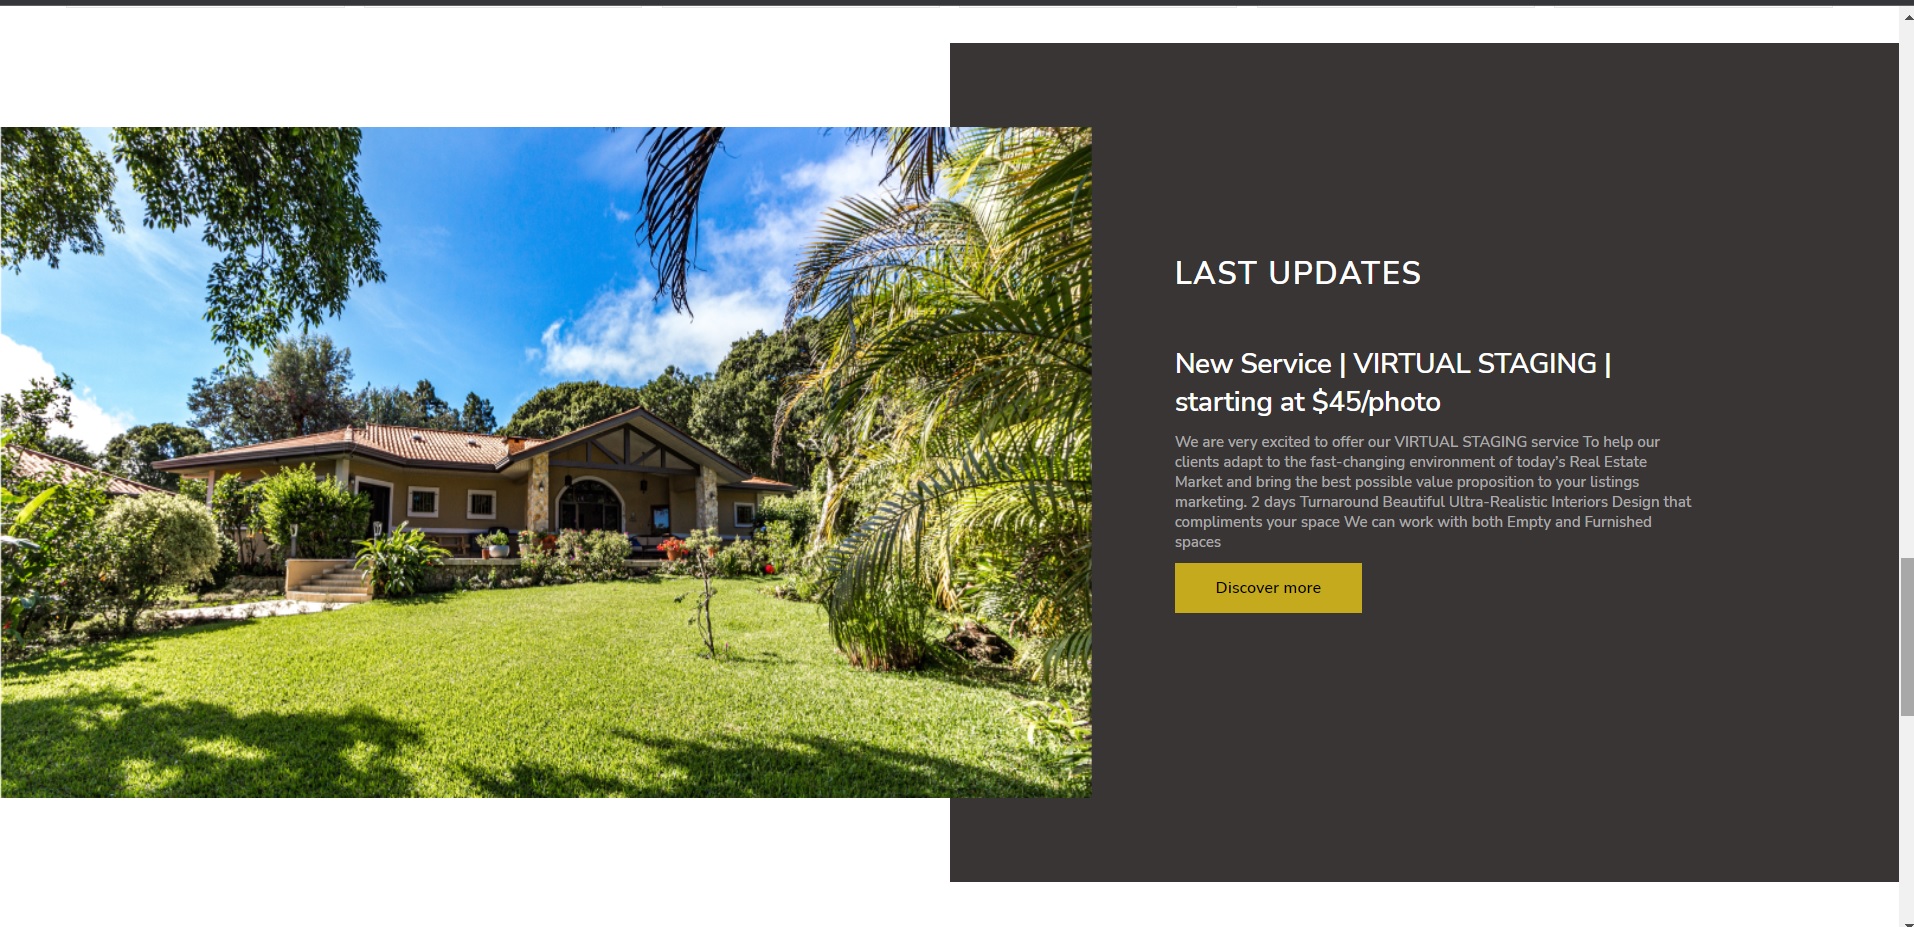 LAST UPDATES
New Service | VIRTUAL STAGING |
starting at $45/photo
We are very excited to offer our VIRTUAL STAGING service To help our
clients adapt to the fast-changing environment of today's Real Estate
Market and bring the best possible value proposition to your listings
marketing. 2 days Turnaround Beautiful Ultra-Realistic Interiors Design that
compliments your space We can work with both Empty and Furnished
spaces
Discover more